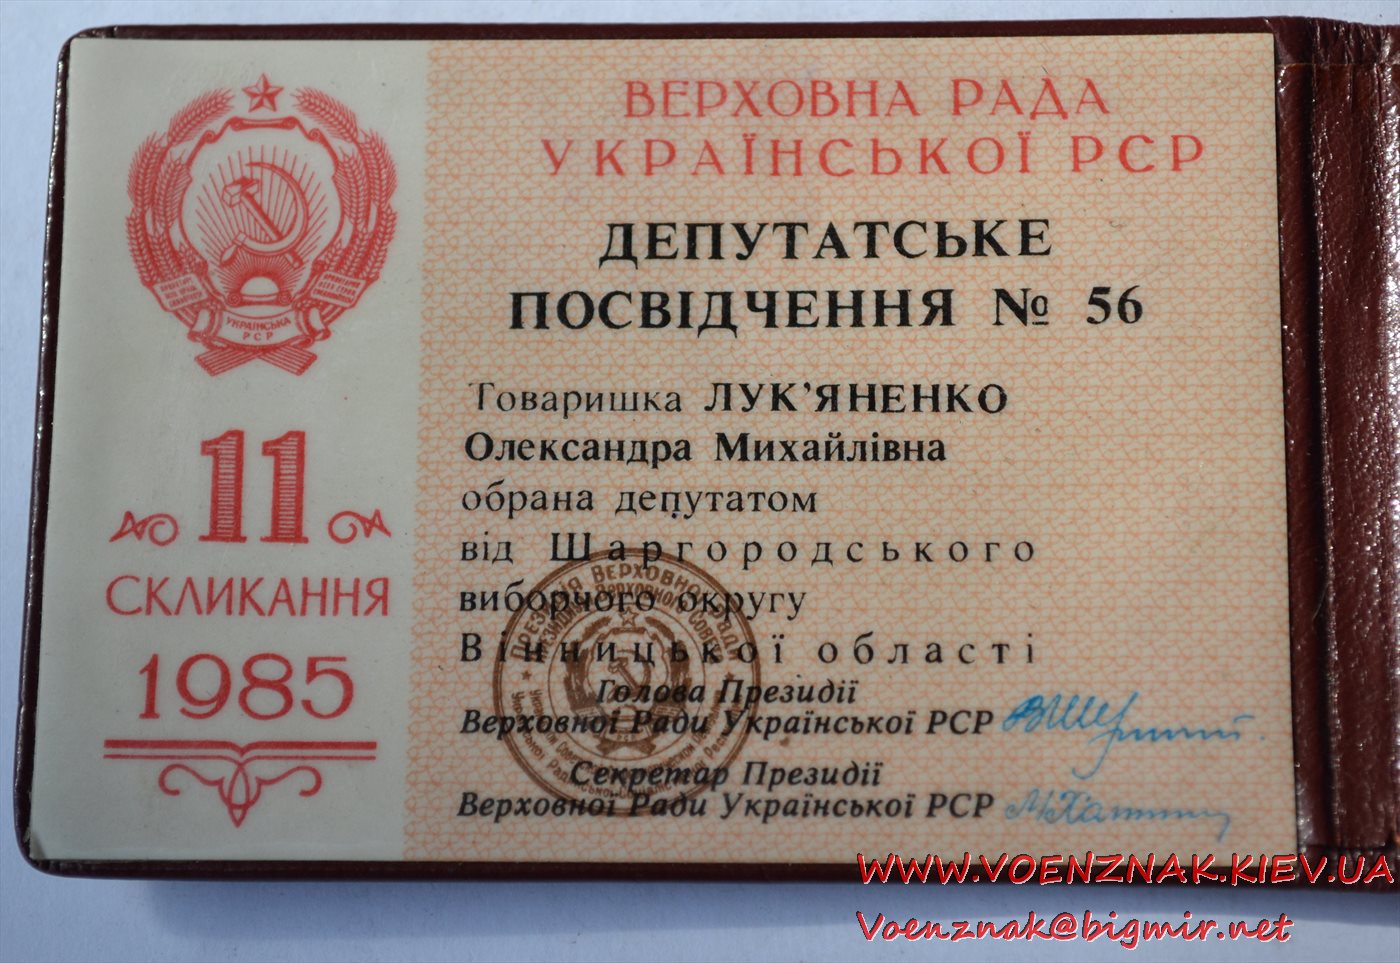 УКРАЇНСЬКА
РСР
11
СКЛИКАННЯ
1985
ВЕРХОВНА РАДА
УКРАЇНСЬКОЇ РСР
ДЕПУТАТСЬКЕ
ПОСВІДЧЕННЯ № 56
Товаришка ЛУК’ЯНЕНКО
Олександра Михайлівна
обрана депутатом
від Шаргородського
виборчого округу
Вінницької області
Голова Президії
Верховної Ради Української РСР
Секретар Президії
Верховної Ради Української РСР
WWW.VOENZNAK.KIEV.UA
Voenznak@bigmir.net